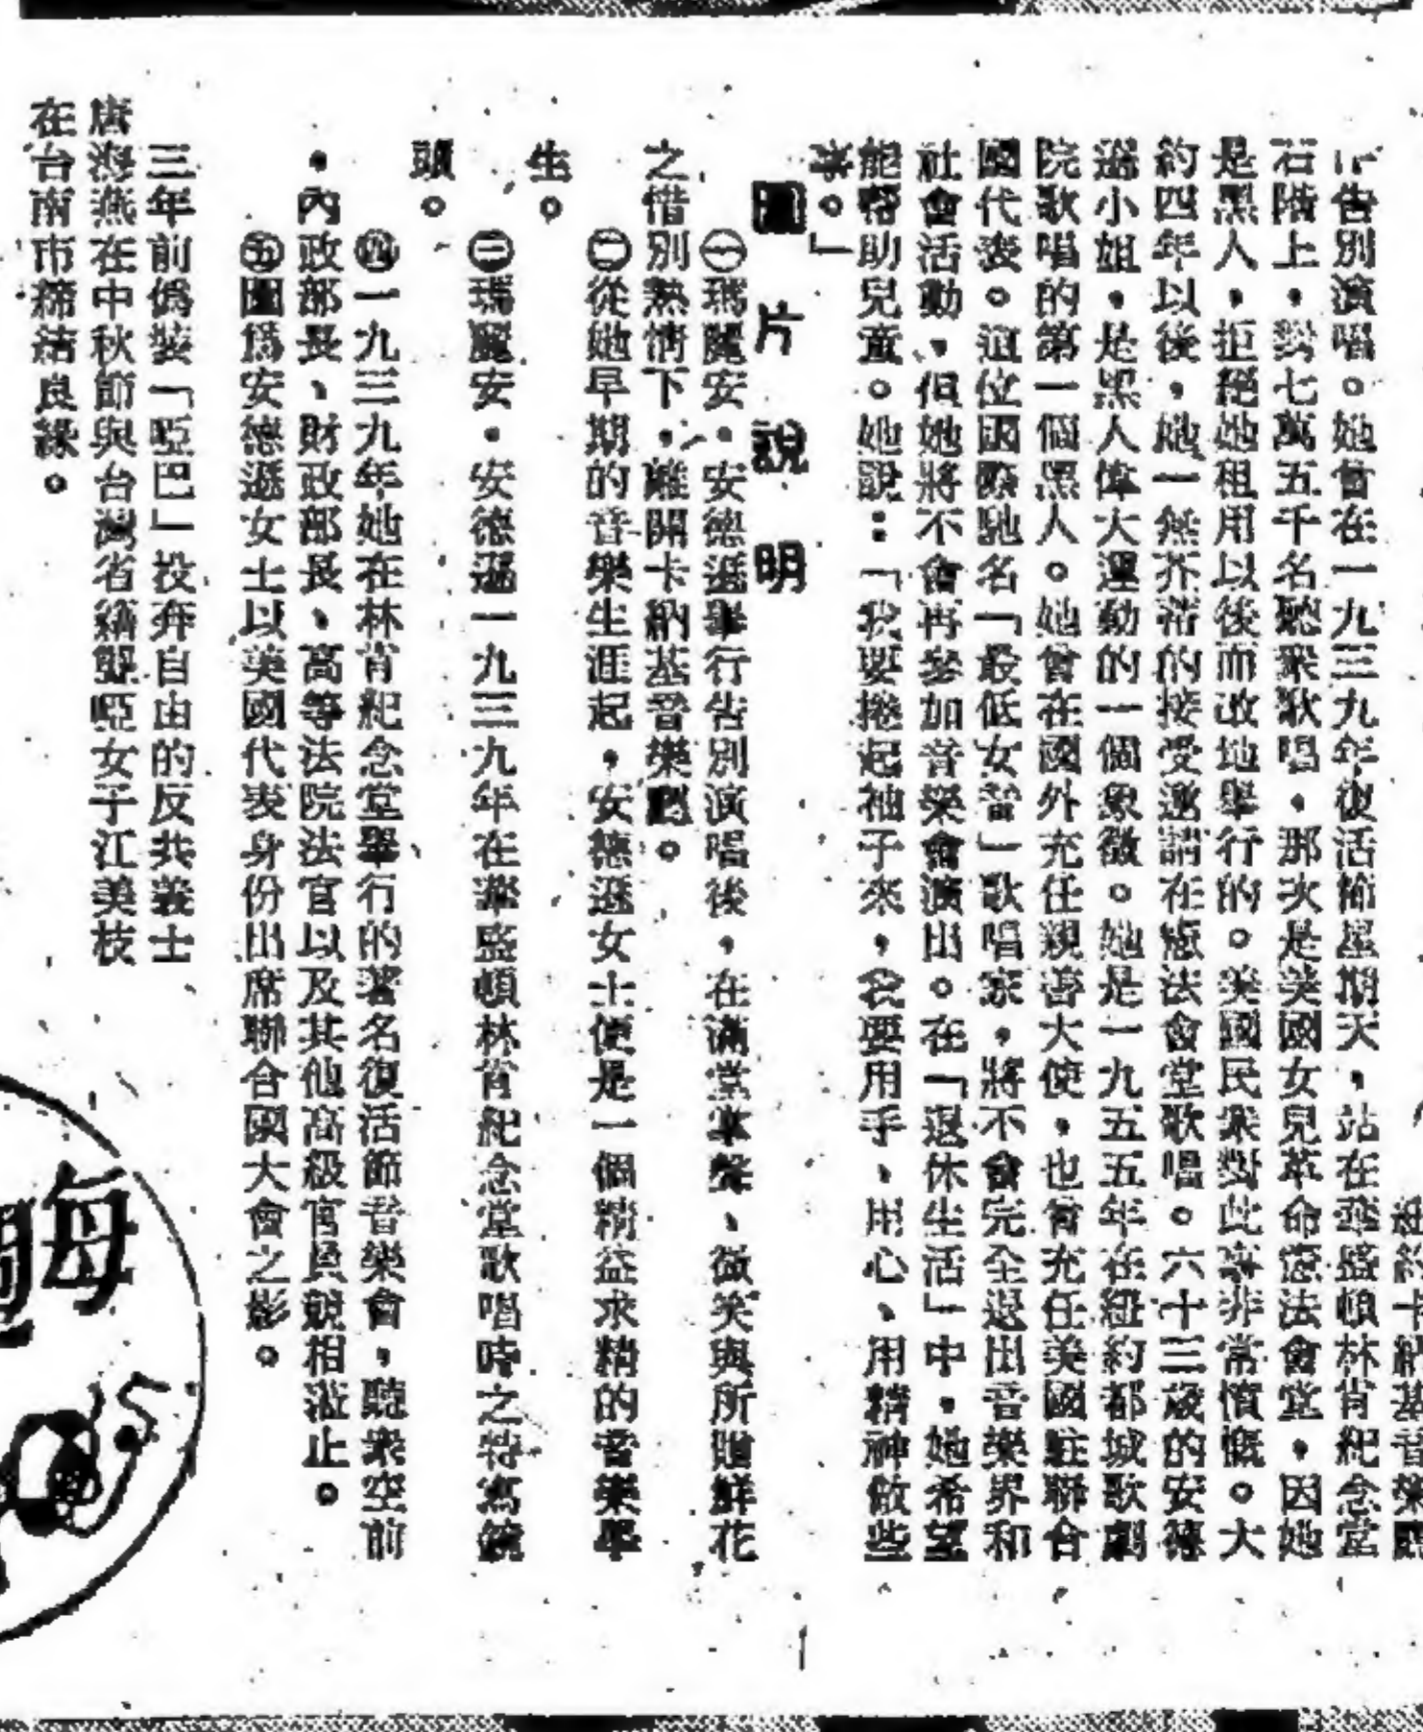 紐約卡納基音樂廳
作告別演唱。她曾在一九三九年復活節星期天，站在華盛頓林肯紀念堂
石階上，對七萬五千名聽衆歌唱，那次是美國女兒革命憲法會堂，因她
是黑人，拒絕她租用以後而改地舉行的。美國民衆對此事非常憤慨。大
約四年以後，她一無芥蒂的接受邀請在憲法會堂歌唱。六十三歲的安德
遜小姐，是黑人偉大運動的一個象徵。她是一九五五年在紐約都城歌劇
院歌唱的第一個黑人。她曾在國外充任親善大使，也曾充任美國駐聯合
國代表。這位國際馳名「最低女音」歌唱家，將不會完全退出音樂界和
社會活動，但她將不會再參加音樂會演出。在「退休生活」中，她希望
能幫助兒童。她說：「我要捲起袖子來，我要用手、用心、用精神做些
事。」
圖片說明
㊀瑪麗安・安德遜舉行告別演唱後，在滿堂掌聲、微笑與所贈鮮花
之惜別熱情下，離開卡納基音樂廳。
㊁從她早期的音樂生涯起，安德遜女士便是一個精益求精的音樂學
生。
㊂瑪麗安・安德遜一九三九年在華盛頓林肯紀念堂歌唱時之特寫鏡
頭。
㊃一九三九年她在林肯紀念堂舉行的著名復活節音樂會，聽衆空前
，內政部長、財政部長、高等法院法官以及其他高級官員競相涖止。
㊄圖爲安德遜女士以美國代表身份出席聯合國大會之影。
三年前僞裝「啞巴」投奔自由的反共義士
唐海燕在中秋節與台灣省籍聾啞女子江美枝
在台南市締結良緣。
海